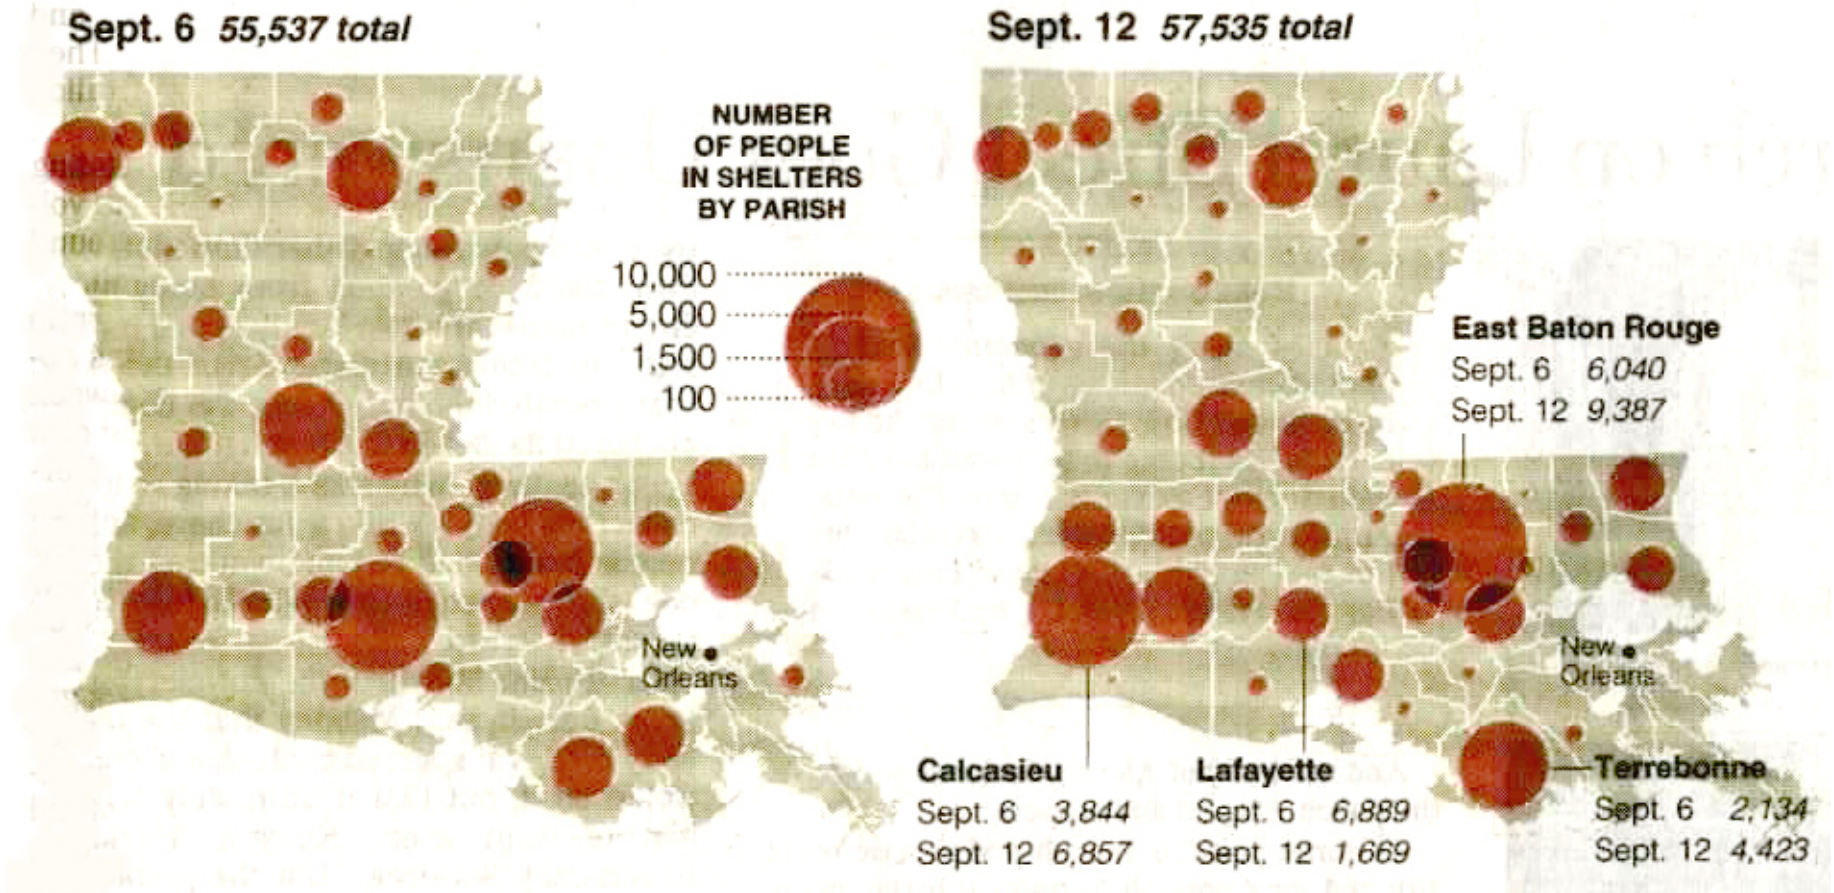 Sept. 6 55,537 total
Sept. 12 57,535 total
NUMBER
OF PEOPLE
IN SHELTERS
BY PARISH
10,000
5,000
1,500
100
East Baton Rouge
Sept. 6 6,040
Sept. 12 9,387
New
Orleans
New
Orleans
Calcasieu
Sept. 6 3,844
Sept. 12 6,857
Lafayette
Sept. 6 6,889
Sept. 12 1,669
Terrebonne
Sept. 6 2,134
Sept. 12 4,423